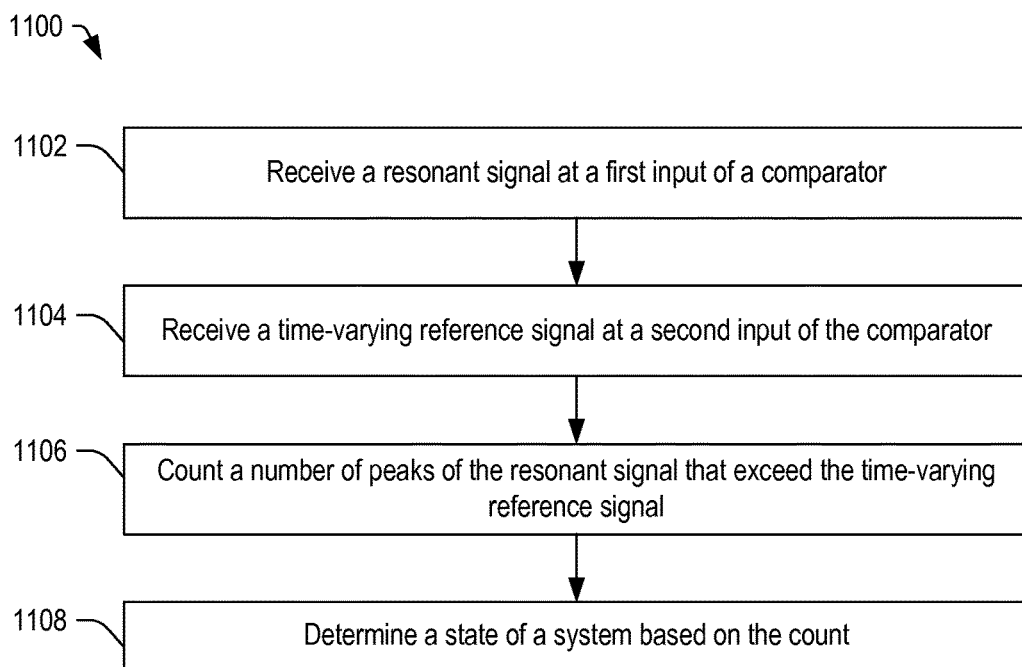 1100
1102
Receive a resonant signal at a first input of a comparator
1104
Receive a time-varying reference signal at a second input of the comparator
1106
Count a number of peaks of the resonant signal that exceed the time-varying
reference signal
1108
Determine a state of a system based on the count